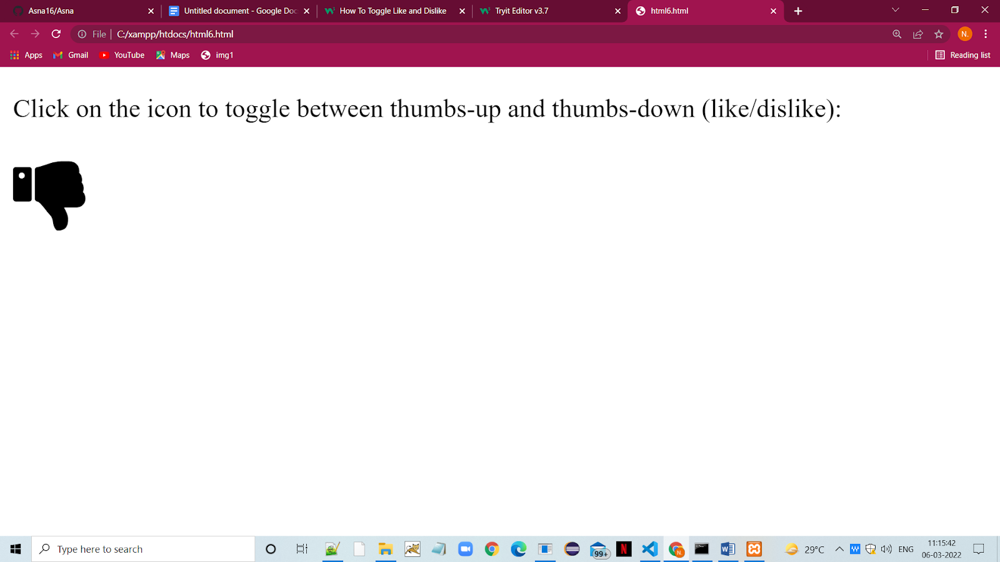 Asna16/Asna
Untitled document - Google Doc
How To Toggle Like and Dislike
Tryit Editor v3.7
html6.html
File
C:/xampp/htdocs/html6.html
N.
Apps
Gmail
YouTube
Maps
img1
Reading list
Click on the icon to toggle between thumbs-up and thumbs-down (like/dislike):
Type here to search
99+
N
N
29°C
ENG
11:15:42
06-03-2022